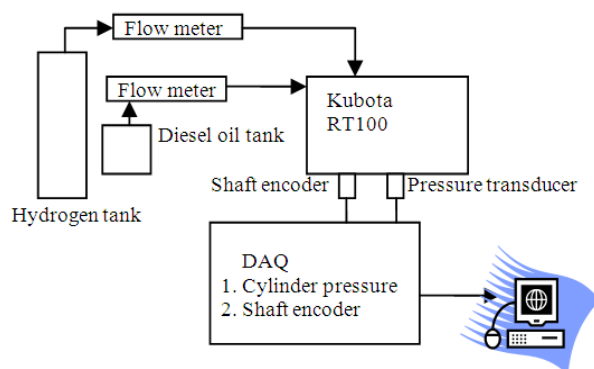 Flow meter
Flow meter
Kubota
RT100
Diesel oil tank
Shaft encoder
Pressure transducer
Hydrogen tank
DAQ
1. Cylinder pressure
2. Shaft encoder